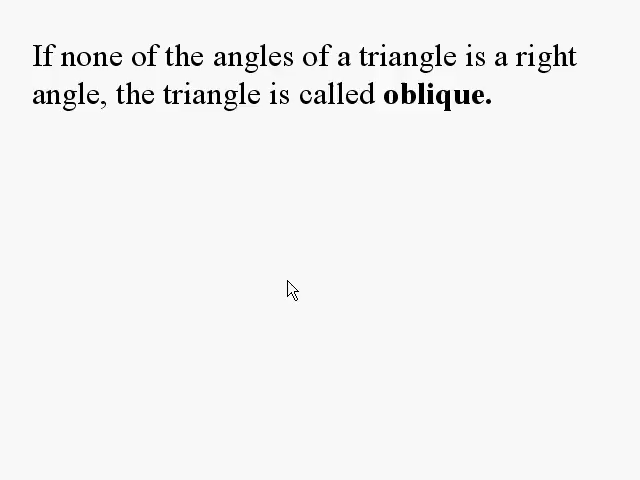 If none of the angles of a triangle is a right
angle, the triangle is called oblique.